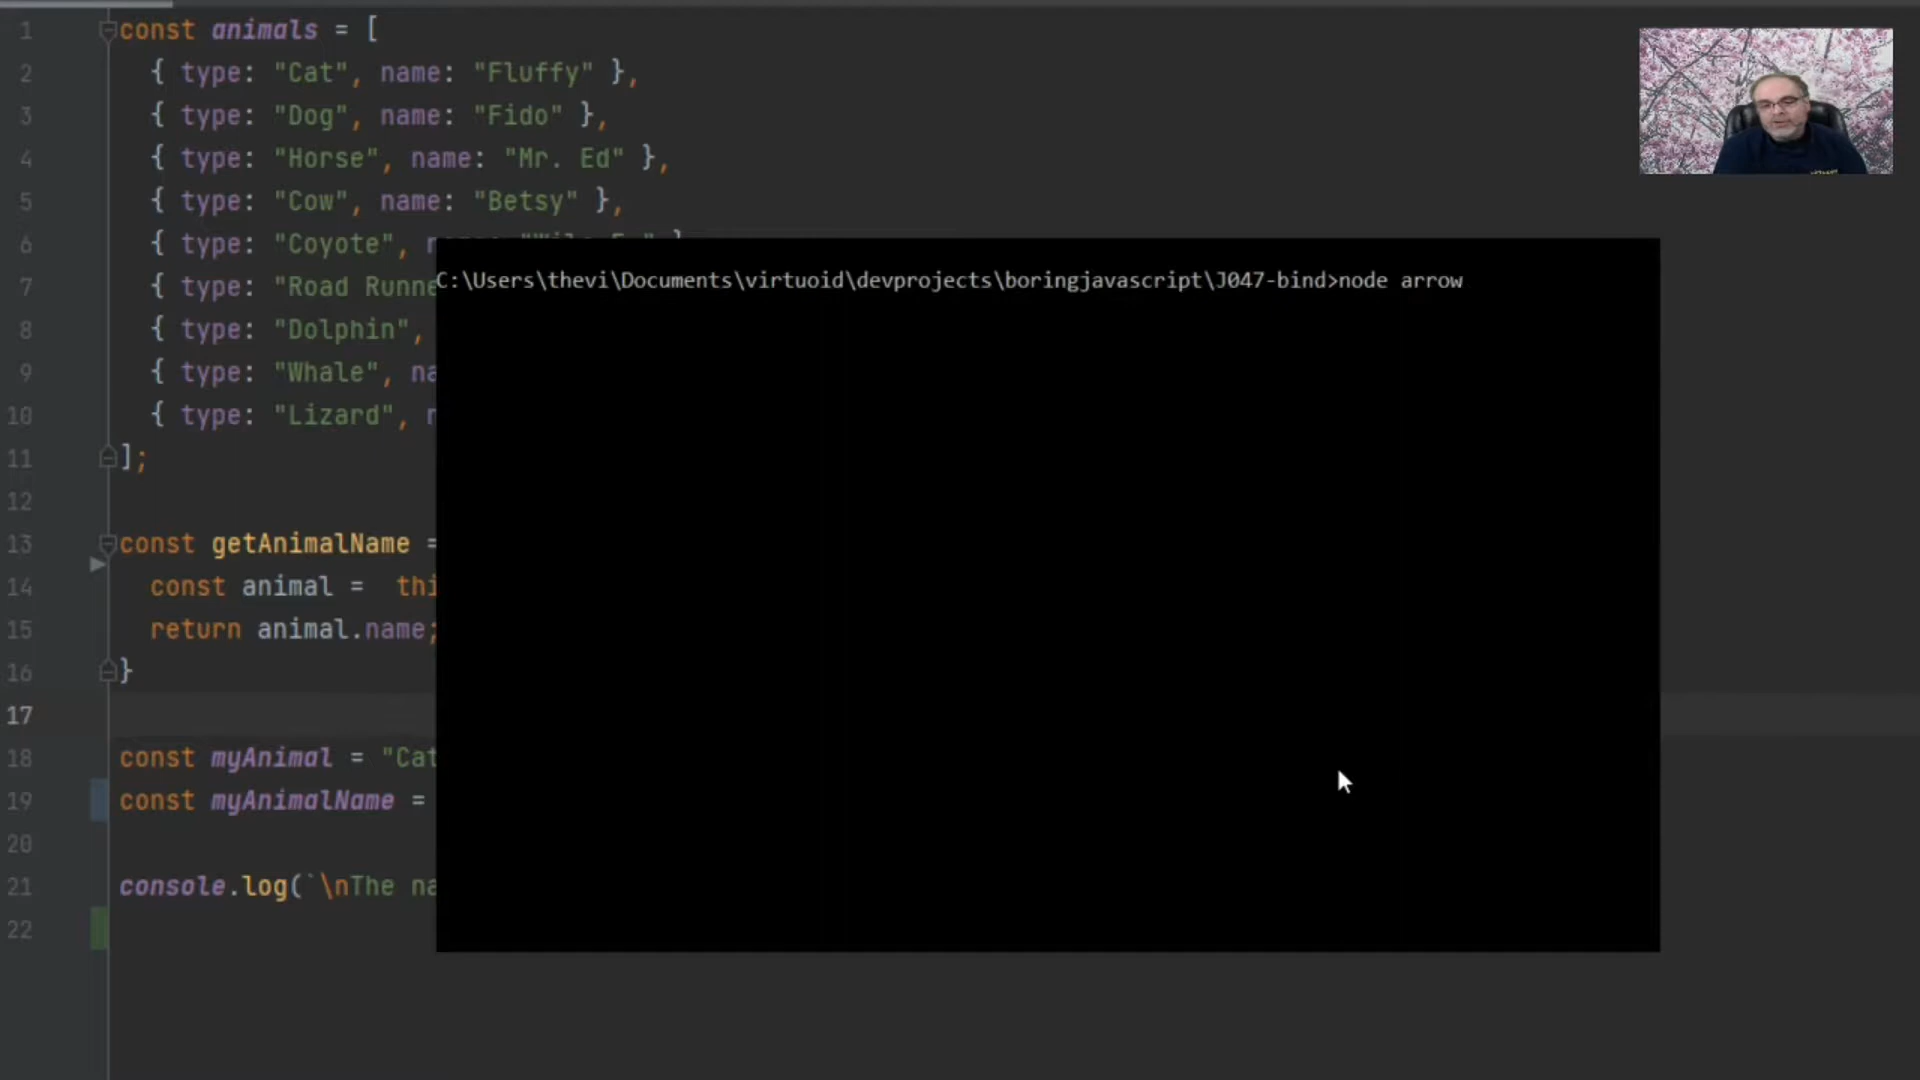 1 const animals = [
2 { type: "Cat", name: "Fluffy" },
3 { type: "Dog", name: "Fido" },
4 { type: "Horse", name: "Mr. Ed" },
5 { type: "Cow", name: "Betsy" },
6 { type: "Coyote",
7 { type: "Road Runne
8 { type: "Dolphin",
9 { type: "Whale", na
10 { type: "Lizard", n
11 ];
12
13 const getAnimalName =
14 const animal = thi
15 return animal.name;
16 }
17
18 const myAnimal = "Cat
19 const myAnimalName =
20
21 console.log(`\nThe na
22
C:\Users\thevi\Documents\virtuoid\devprojects\boringjavascript\J047-bind>node arrow